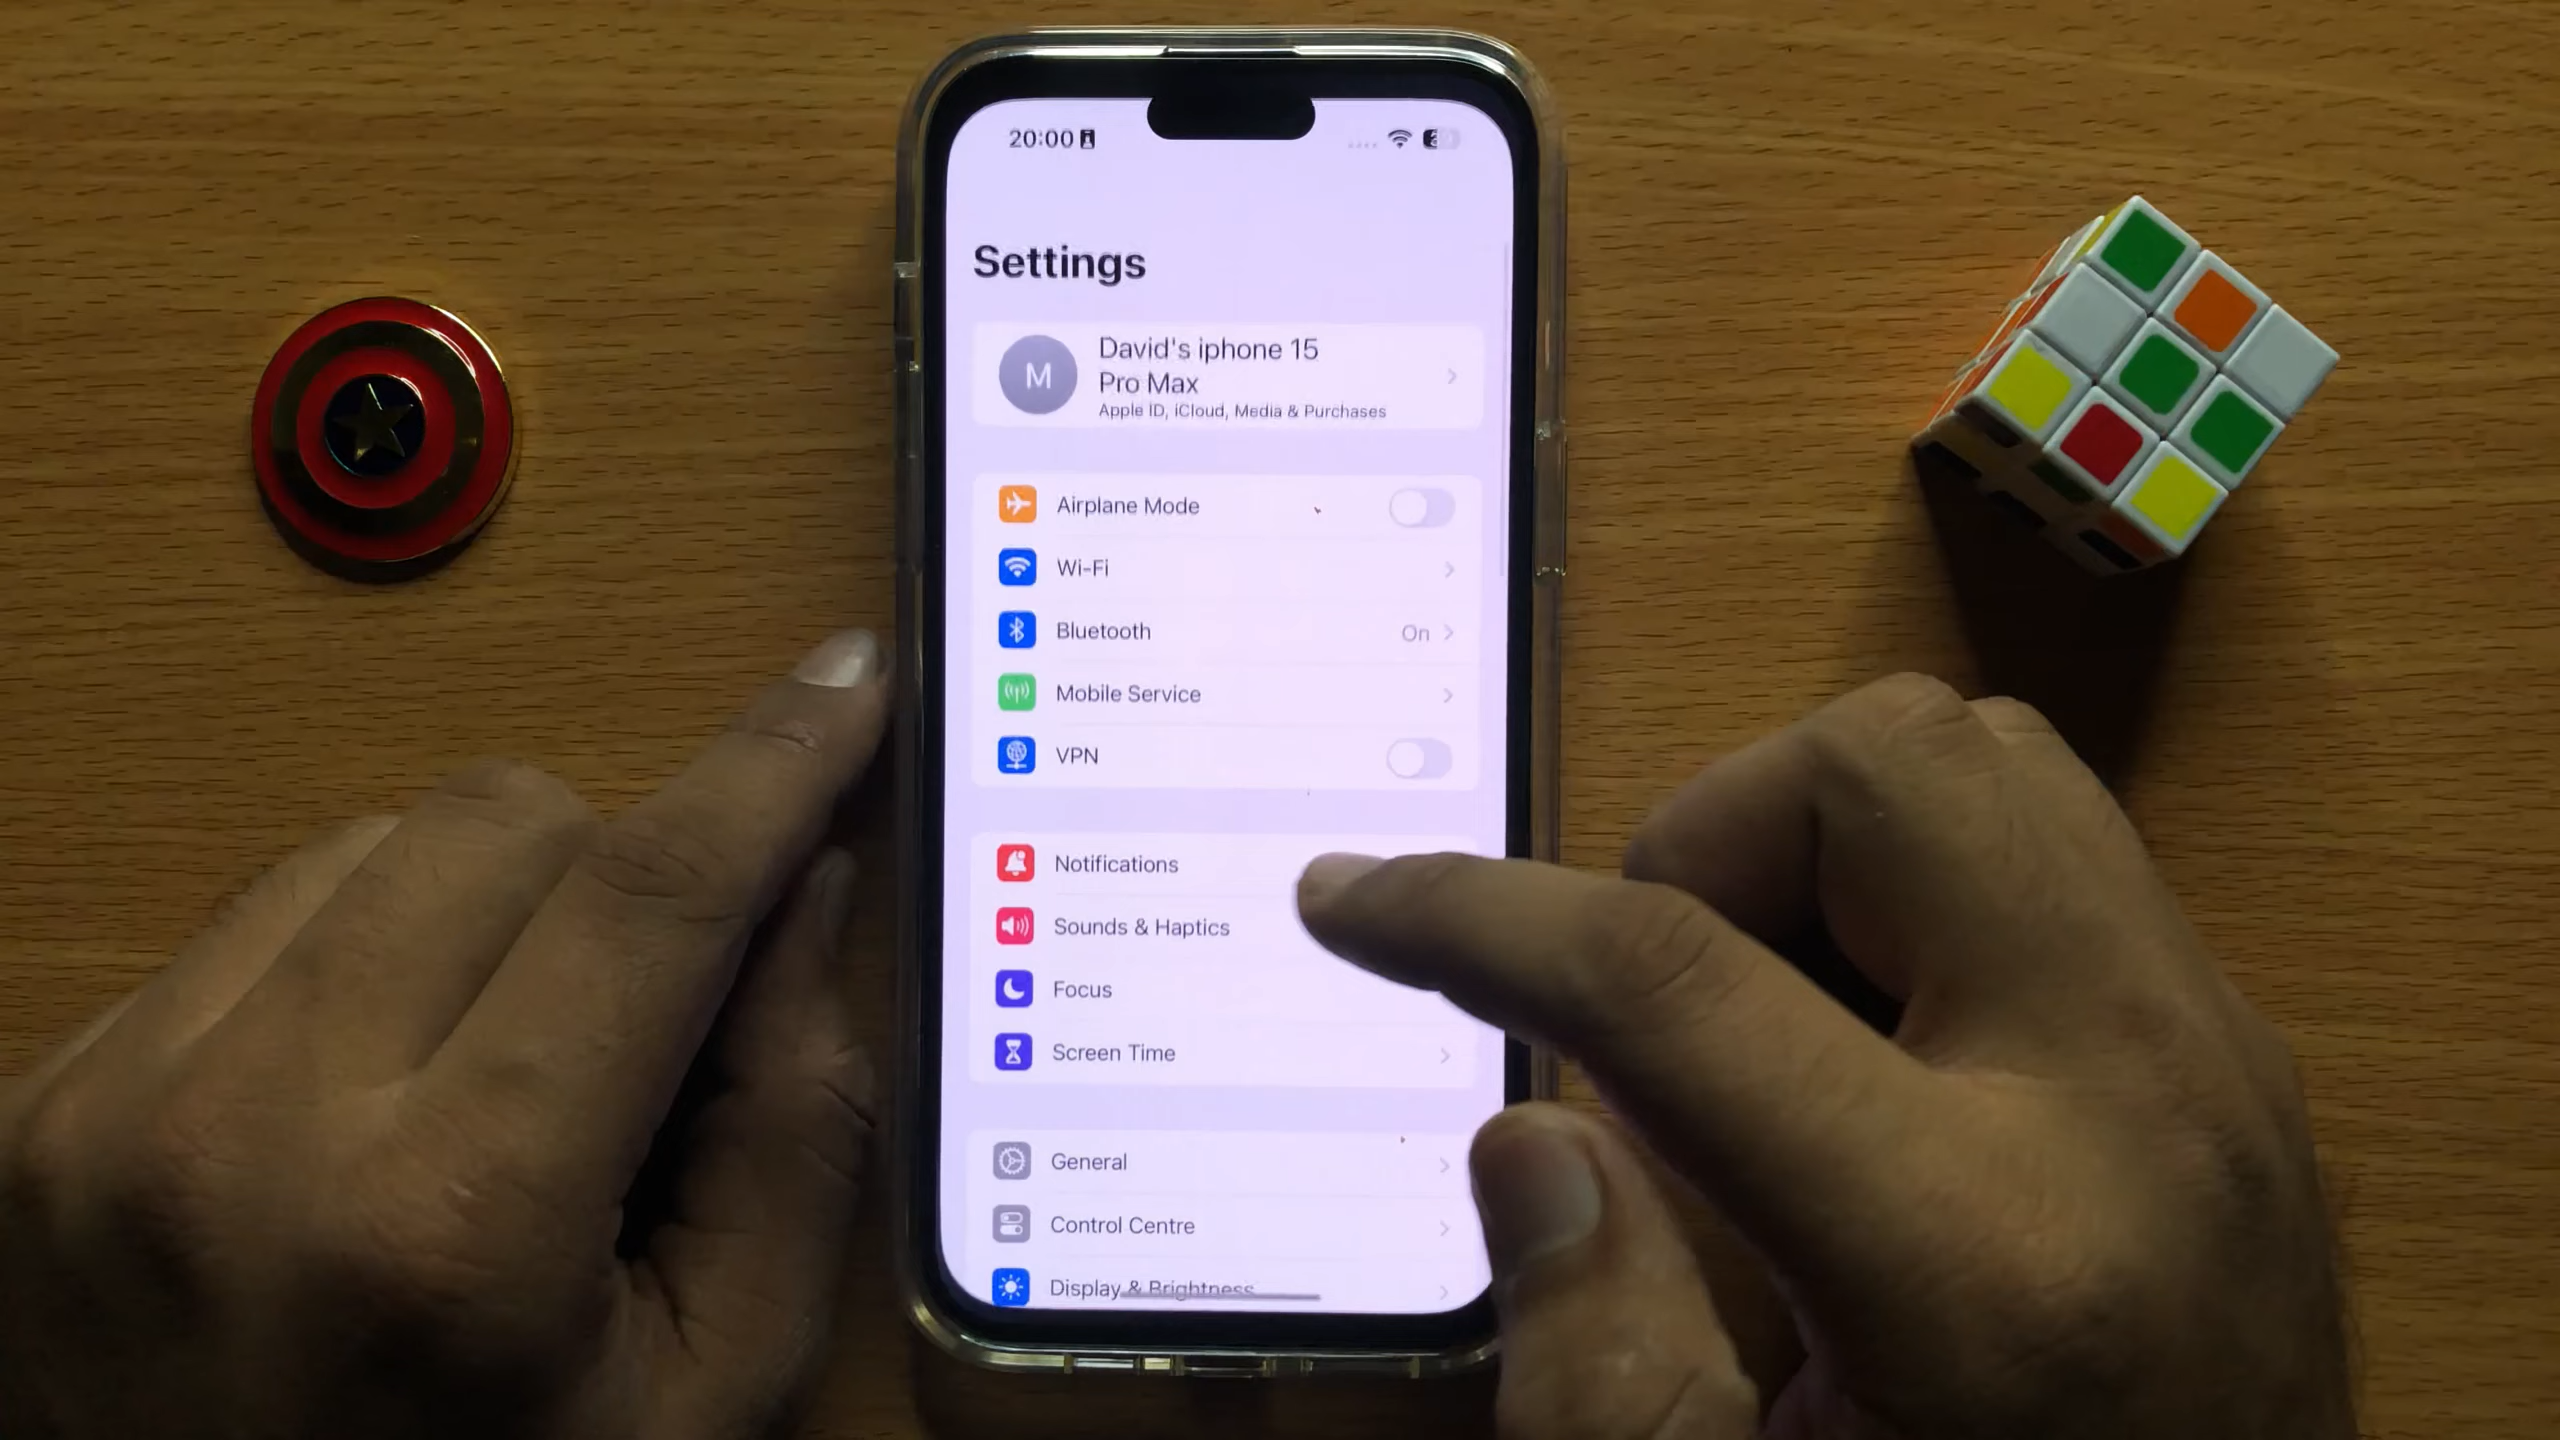 20:00
Settings
M
David's iphone 15
Pro Max
Apple ID, iCloud, Media & Purchases
Airplane Mode
Wi-Fi
Bluetooth On
Mobile Service
VPN
Notifications
Sounds & Haptics
Focus
Screen Time
General
Control Centre
Display & Brightness